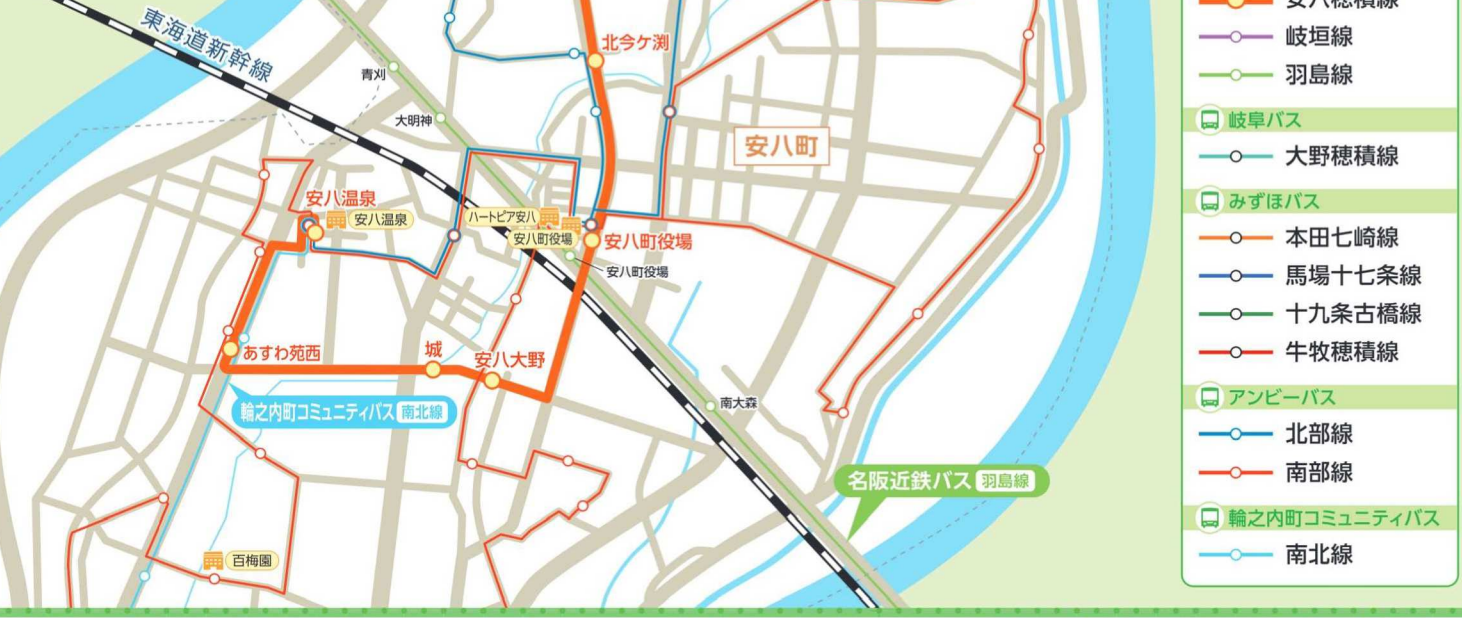 東海道新幹線
北今ケ渕
青刈
大明神
安八町
安八温泉
安八温泉
ハートピア安八
安八町役場
安八町役場
安八町役場
あすわ苑西
城
安八大野
輪之内町コミュニティバス 南北線
南大森
名阪近鉄バス 羽島線
百梅園
安八穂積線
岐垣線
羽島線
岐阜バス
大野穂積線
みずほバス
本田七崎線
馬場十七条線
十九条古橋線
牛牧穂積線
アンビーバス
北部線
南部線
輪之内町コミュニティバス
南北線